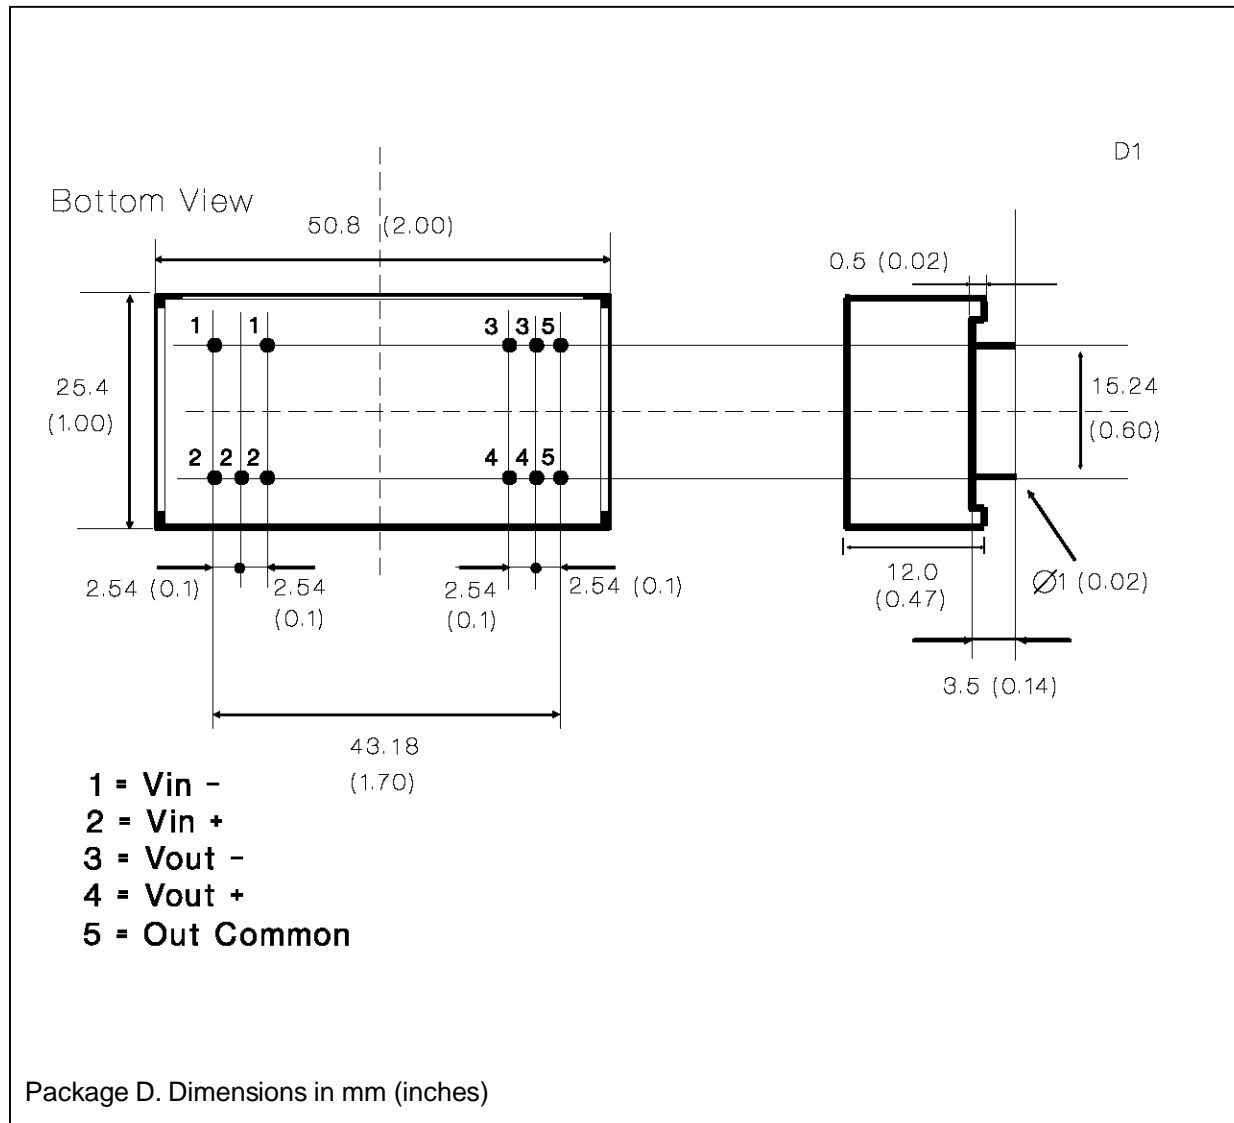 D1
Bottom View
50.8 (2.00)
0.5 (0.02)
1 1 3 3 5
25.4
(1.00)
15.24
(0.60)
2 2 2 4 4 5
2.54 (0.1)
2.54
(0.1)
2.54
(0.1)
2.54 (0.1)
12.0
(0.47)
Ø1 (0.02)
3.5 (0.14)
43.18
(1.70)
1 = Vin -
2 = Vin +
3 = Vout -
4 = Vout +
5 = Out Common
Package D. Dimensions in mm (inches)